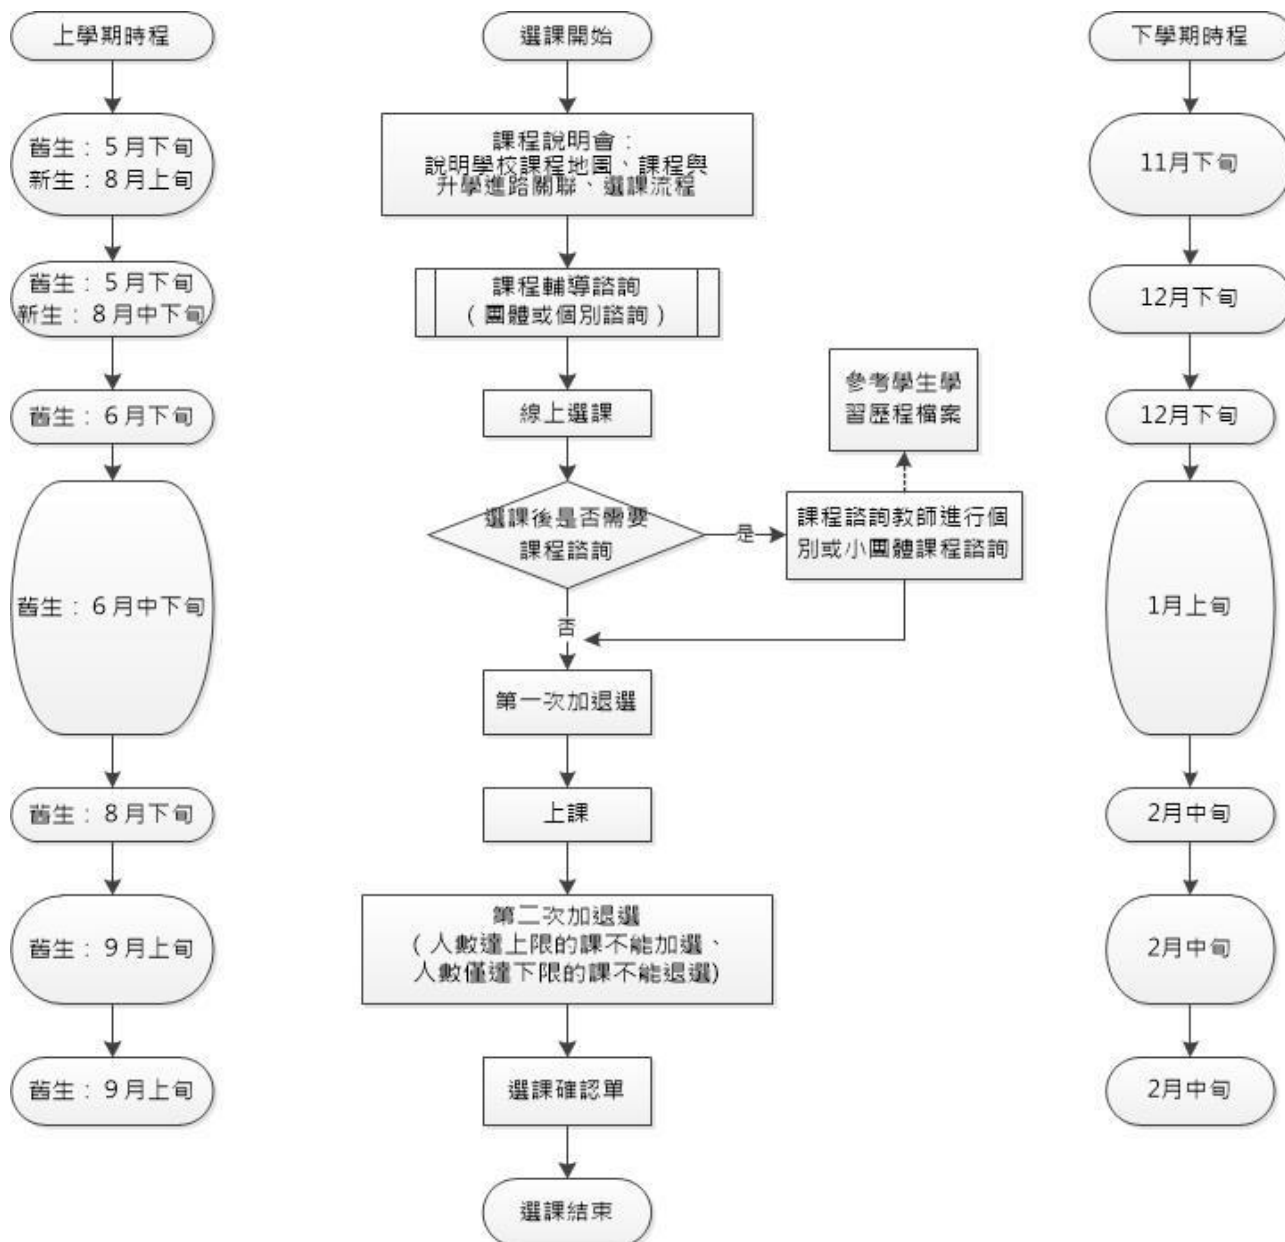 上學期時程
舊生：5月下旬
新生：8月上旬
舊生：5月下旬
新生：8月中下旬
舊生：6月下旬
舊生：6月中下旬
舊生：8月下旬
舊生：9月上旬
舊生：9月上旬
選課開始
課程說明會：
說明學校課程地圖、課程與
升學進路關聯、選課流程
課程輔導諮詢
（團體或個別諮詢）
線上選課
選課後是否需要
課程諮詢
是
課程諮詢教師進行個
別或小團體課程諮詢
參考學生學
習歷程檔案
否
第一次加退選
上課
第二次加退選
（人數達上限的課不能加選、
人數僅達下限的課不能退選)
選課確認單
選課結束
下學期時程
11月下旬
12月下旬
12月下旬
1月上旬
2月中旬
2月中旬
2月中旬